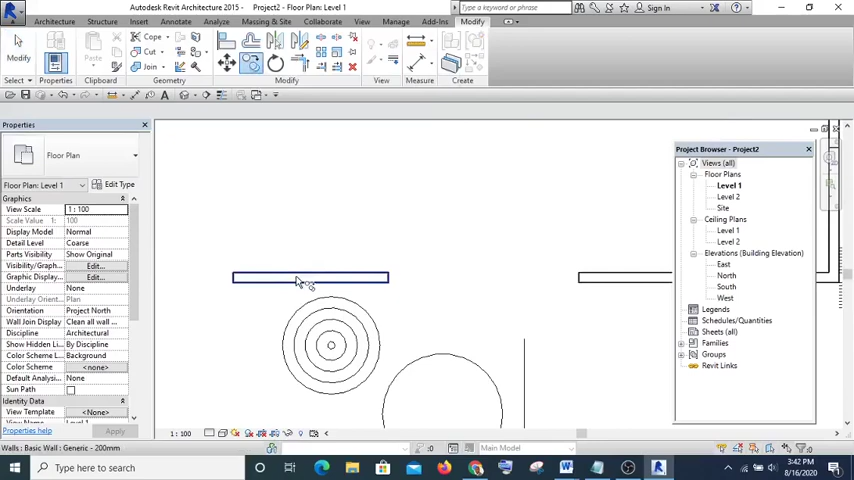 Autodesk Revit Architecture 2015 - Project2 - Floor Plan: Level 1
Type a keyword or phrase
Sign In
Architecture Structure Insert Annotate Analyze Massing & Site Collaborate View Manage Add-Ins Modify
Modify
Paste
Cope
Cut
Join
Select Properties Clipboard Geometry Modify View Measure Create
Properties
Floor Plan
Floor Plan: Level 1
Edit Type
Graphics
View Scale 1 : 100
Scale Value 1: 100
Display Model Normal
Detail Level Coarse
Parts Visibility Show Original
Visibility/Graph... Edit...
Graphic Display... Edit...
Underlay None
Underlay Orien... Plan
Orientation Project North
Wall Join Display Clean all wall
Discipline Architectural
Show Hidden L... By Discipline
Color Scheme L... Background
Color Scheme <none>
Default Analysi... None
Sun Path
Identity Data
View Template <None>
Properties help
Apply
Project Browser - Project2
Views (all)
Floor Plans
Level 1
Level 2
Site
Ceiling Plans
Level 1
Level 2
Elevations (Building Elevation)
East
North
South
West
Legends
Schedules/Quantities
Sheets (all)
Families
Groups
Revit Links
1 : 100
Walls : Basic Wall : Generic - 200mm
:0
Main Model
:0
Type here to search
3:42 PM
8/16/2020